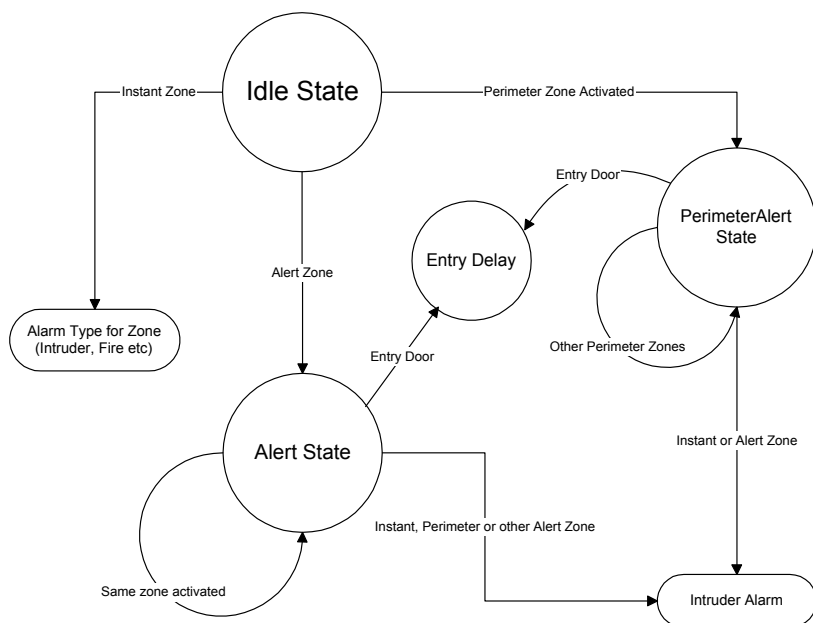 Idle State
Instant Zone
Perimeter Zone Activated
Entry Door
PerimeterAlert
State
Entry Delay
Alert Zone
Alarm Type for Zone
(Intruder, Fire etc)
Other Perimeter Zones
Entry Door
Alert State
Instant or Alert Zone
Instant, Perimeter or other Alert Zone
Same zone activated
Intruder Alarm